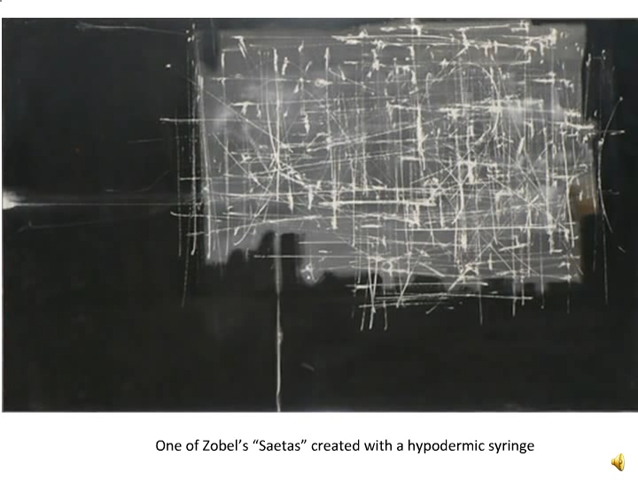 One of Zobel’s “Saetas” created with a hypodermic syringe